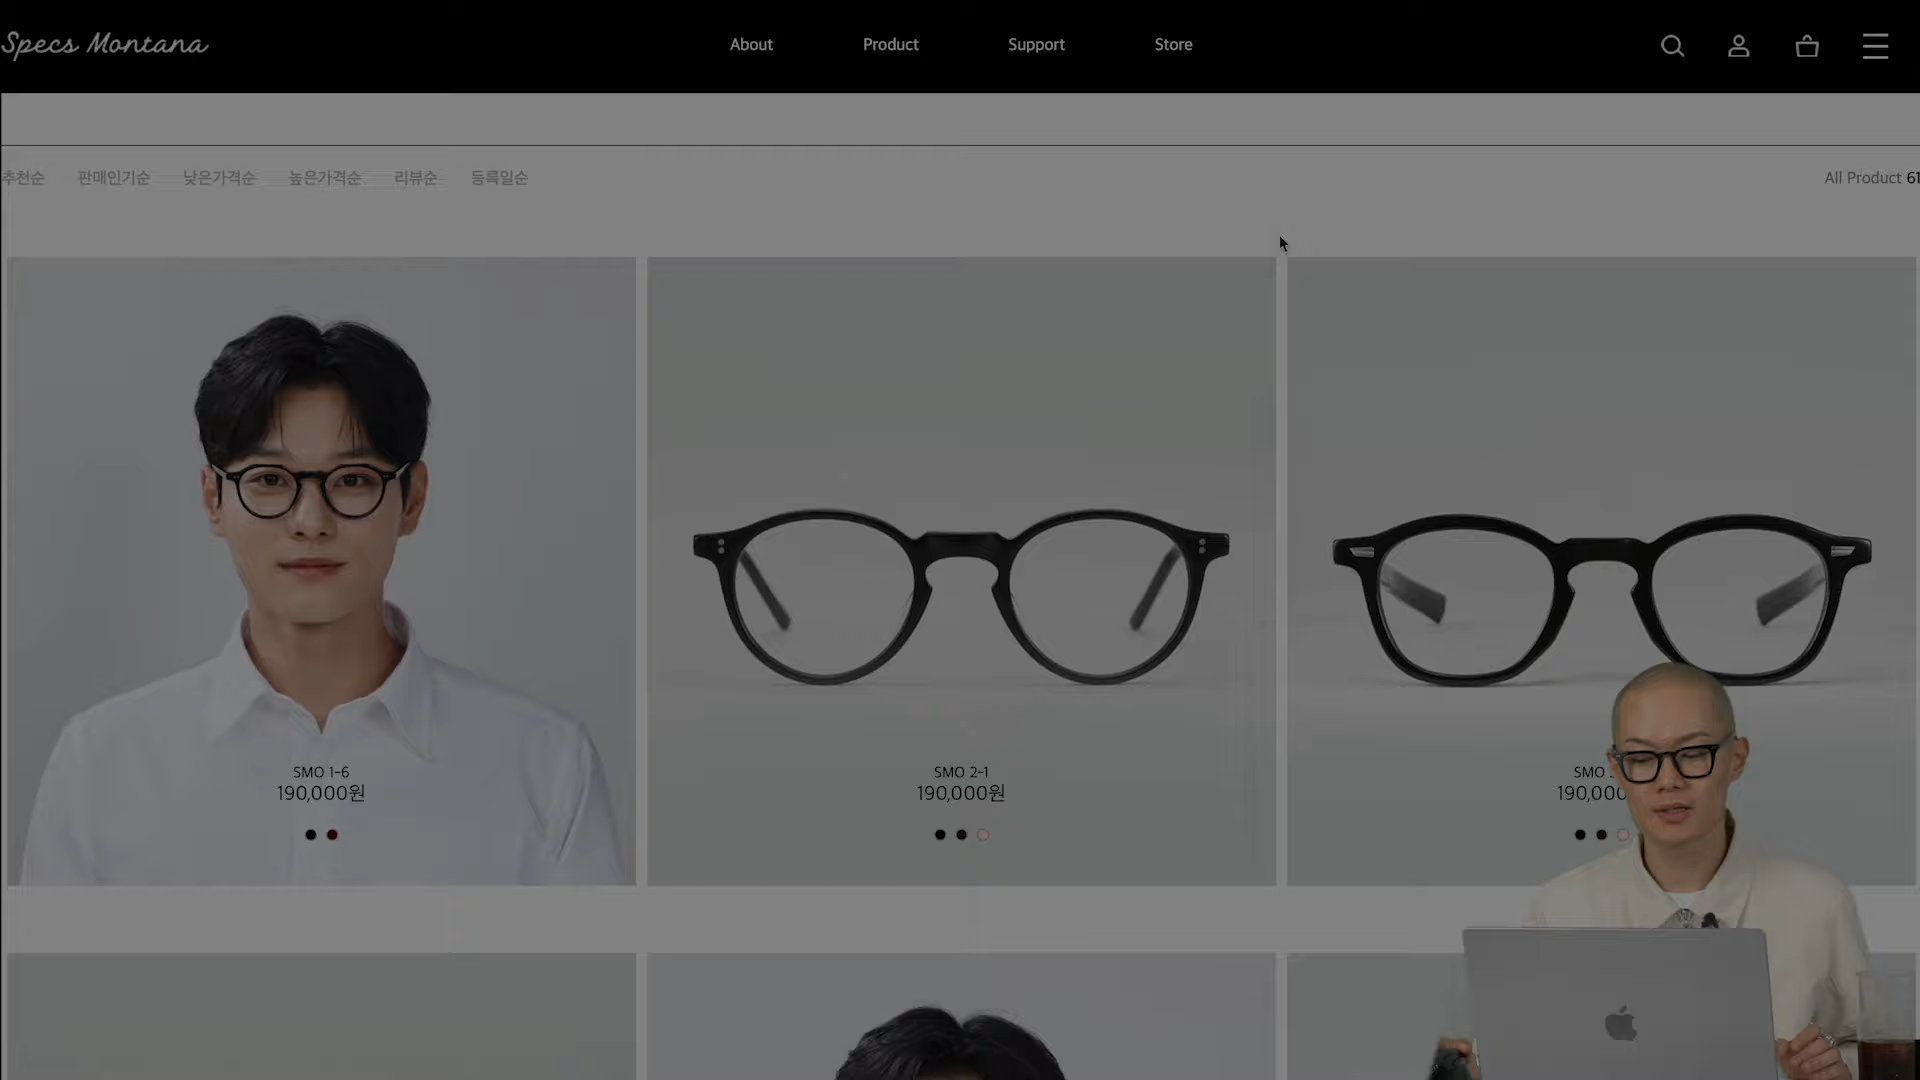 Specs Montana
About
Product
Support
Store
추천순
판매인기순
낮은가격순
높은가격순
리뷰순
등록일순
All Product 61
SMO 1-6
190,000원
SMO 2-1
190,000원
SMO
190,000